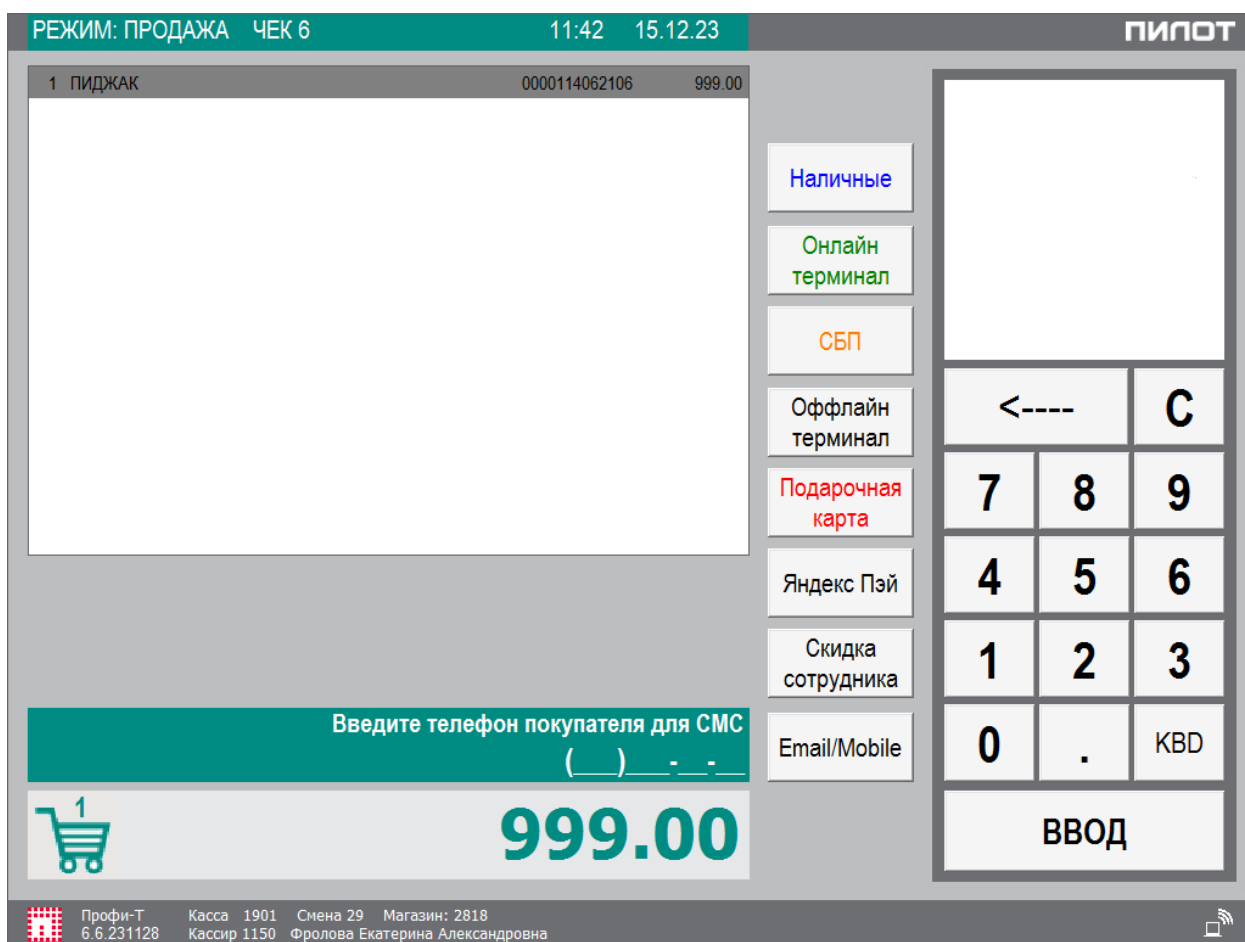 РЕЖИМ: ПРОДАЖА ЧЕК 6 11:42 15.12.23
ПИЛОТ
1 ПИДЖАК 0000114062106 999.00
Наличные
Онлайн
терминал
СБП
Оффлайн
терминал
Подарочная
карта
Яндекс Пэй
Скидка
сотрудника
Email/Mobile
<---- C
7 8 9
4 5 6
1 2 3
0 . KBD
ВВОД
Введите телефон покупателя для СМС
(___)___-__-__
1
999.00
Профи-Т Касса 1901 Смена 29 Магазин: 2818
6.6.231128 Кассир 1150 Фролова Екатерина Александровна